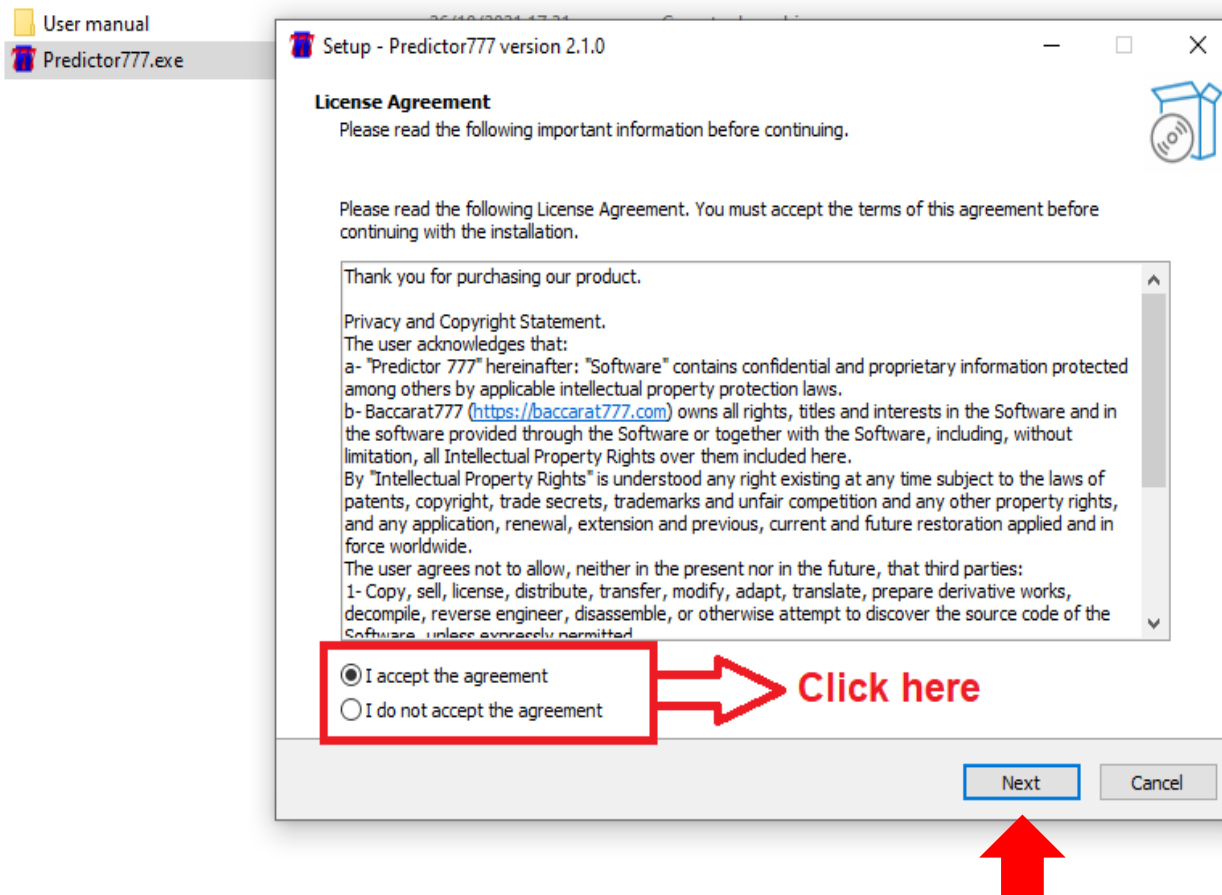 User manual
Predictor777.exe
Setup - Predictor777 version 2.1.0
License Agreement
Please read the following important information before continuing.
Please read the following License Agreement. You must accept the terms of this agreement before
continuing with the installation.
Thank you for purchasing our product.
Privacy and Copyright Statement.
The user acknowledges that:
a- "Predictor 777" hereinafter: "Software" contains confidential and proprietary information protected
among others by applicable intellectual property protection laws.
b- Baccarat777 (https://baccarat777.com) owns all rights, titles and interests in the Software and in
the software provided through the Software or together with the Software, including, without
limitation, all Intellectual Property Rights over them included here.
By "Intellectual Property Rights" is understood any right existing at any time subject to the laws of
patents, copyright, trade secrets, trademarks and unfair competition and any other property rights,
and any application, renewal, extension and previous, current and future restoration applied and in
force worldwide.
The user agrees not to allow, neither in the present nor in the future, that third parties:
1- Copy, sell, license, distribute, transfer, modify, adapt, translate, prepare derivative works,
decompile, reverse engineer, disassemble, or otherwise attempt to discover the source code of the
Software, unless expressly permitted
I accept the agreement
I do not accept the agreement
Click here
Next
Cancel